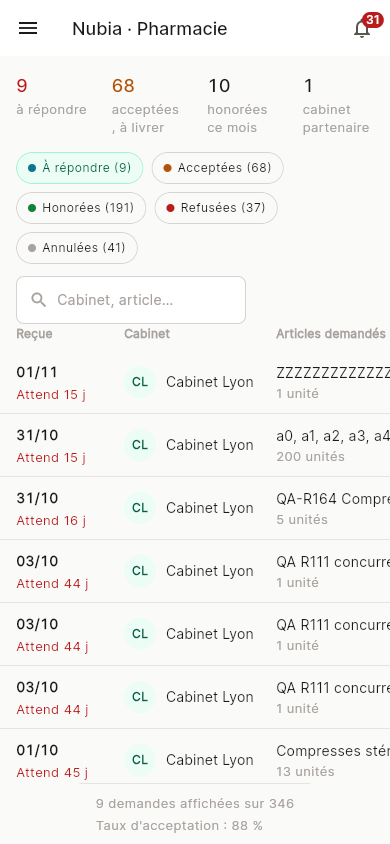 Nubia · Pharmacie
31
9
à répondre
68
acceptées
, à livrer
10
honorées
ce mois
1
cabinet
partenaire
À répondre (9)
Acceptées (68)
Honorées (191)
Refusées (37)
Annulées (41)
Cabinet, article...
Reçue Cabinet Articles demandés
01/11
Attend 15 j
CL Cabinet Lyon
ZZZZZZZZZZZZZ
1 unité
31/10
Attend 15 j
CL Cabinet Lyon
a0, a1, a2, a3, a4
200 unités
31/10
Attend 16 j
CL Cabinet Lyon
QA-R164 Compre
5 unités
03/10
Attend 44 j
CL Cabinet Lyon
QA R111 concurre
1 unité
03/10
Attend 44 j
CL Cabinet Lyon
QA R111 concurre
1 unité
03/10
Attend 44 j
CL Cabinet Lyon
QA R111 concurre
1 unité
01/10
Attend 45 j
CL Cabinet Lyon
Compresses stér
13 unités
9 demandes affichées sur 346
Taux d'acceptation : 88 %